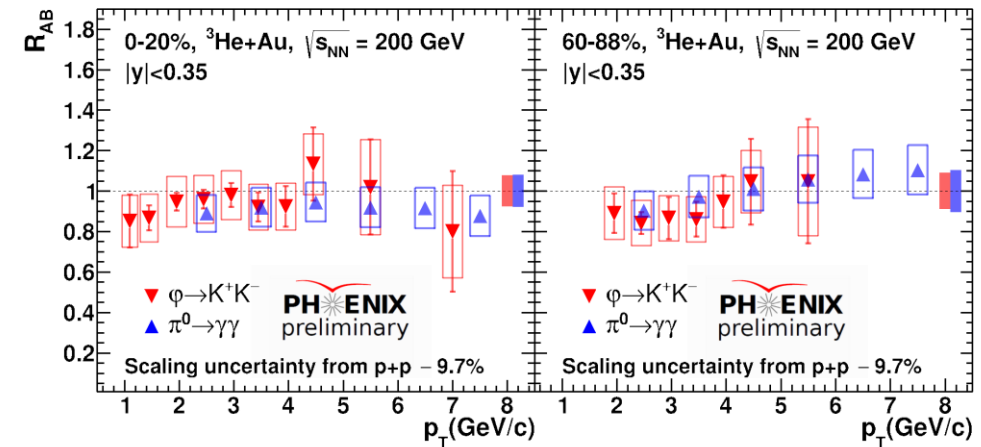 R_AB
1.8
1.6
1.4
1.2
1
0.8
0.6
0.4
0.2
0-20%, ³He+Au, √s_NN = 200 GeV
|y|<0.35
φ→K⁺K⁻
π⁰→γγ
PHENIX
preliminary
Scaling uncertainty from p+p − 9.7%
1 2 3 4 5 6 7 8
p_T(GeV/c)
60-88%, ³He+Au, √s_NN = 200 GeV
|y|<0.35
φ→K⁺K⁻
π⁰→γγ
PHENIX
preliminary
Scaling uncertainty from p+p − 9.7%
1 2 3 4 5 6 7 8
p_T(GeV/c)